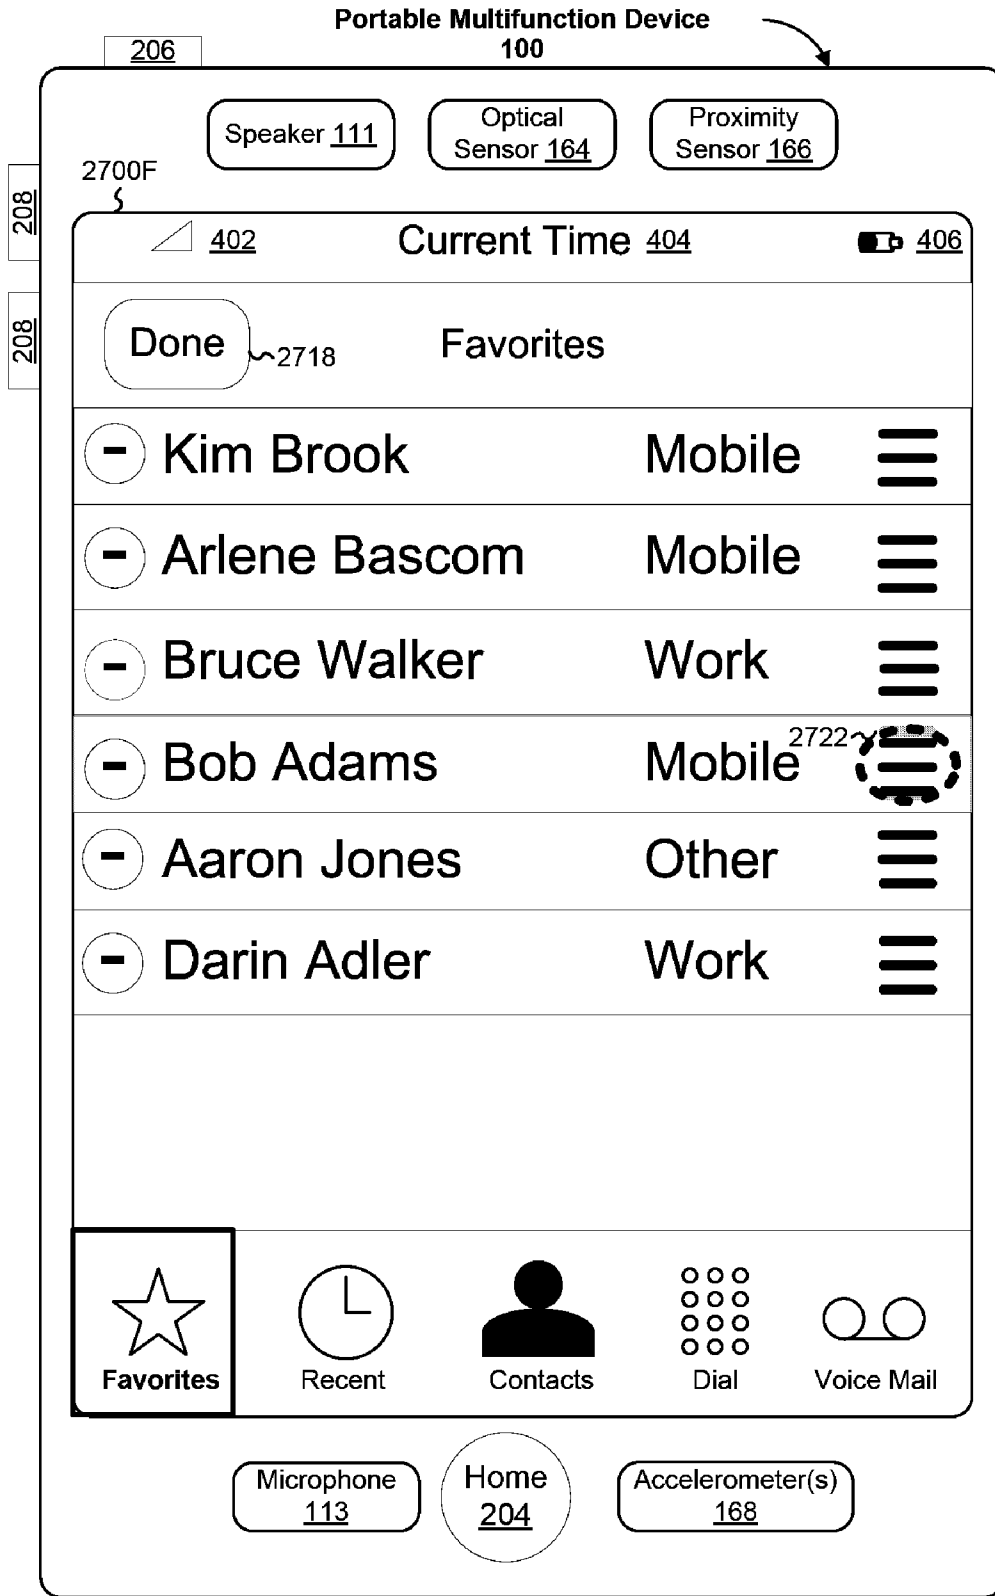 Portable Multifunction Device
100
206
Speaker 111
Optical
Sensor 164
Proximity
Sensor 166
2700F
208
208
402
Current Time 404
406
Done
2718
Favorites
- Kim Brook Mobile
- Arlene Bascom Mobile
- Bruce Walker Work
- Bob Adams Mobile
2722
- Aaron Jones Other
- Darin Adler Work
Favorites
Recent
Contacts
Dial
Voice Mail
Microphone
113
Home
204
Accelerometer(s)
168